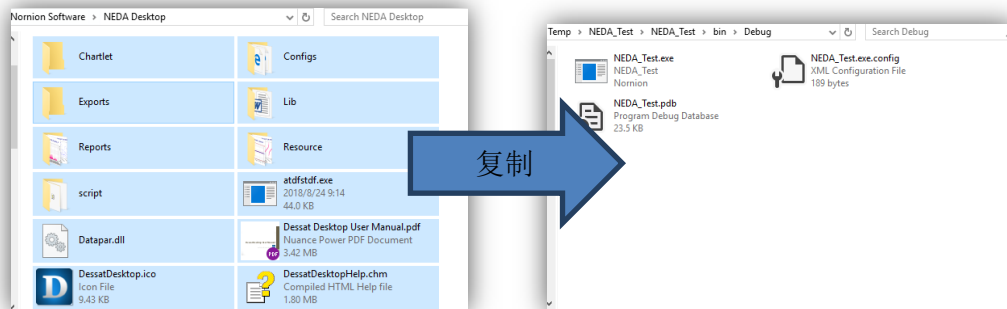 Nornion Software > NEDA Desktop
Search NEDA Desktop
Chartlet
Configs
Exports
Lib
Reports
Resource
script
atdfstdf.exe
2018/8/24 9:14
44.0 KB
Datapar.dll
Dessat Desktop User Manual.pdf
Nuance Power PDF Document
3.42 MB
PDF
DessatDesktop.ico
Icon File
9.43 KB
DessatDesktopHelp.chm
Compiled HTML Help file
1.80 MB
复制
Temp > NEDA_Test > NEDA_Test > bin > Debug
Search Debug
NEDA_Test.exe
NEDA_Test
Nornion
NEDA_Test.exe.config
XML Configuration File
189 bytes
NEDA_Test.pdb
Program Debug Database
23.5 KB